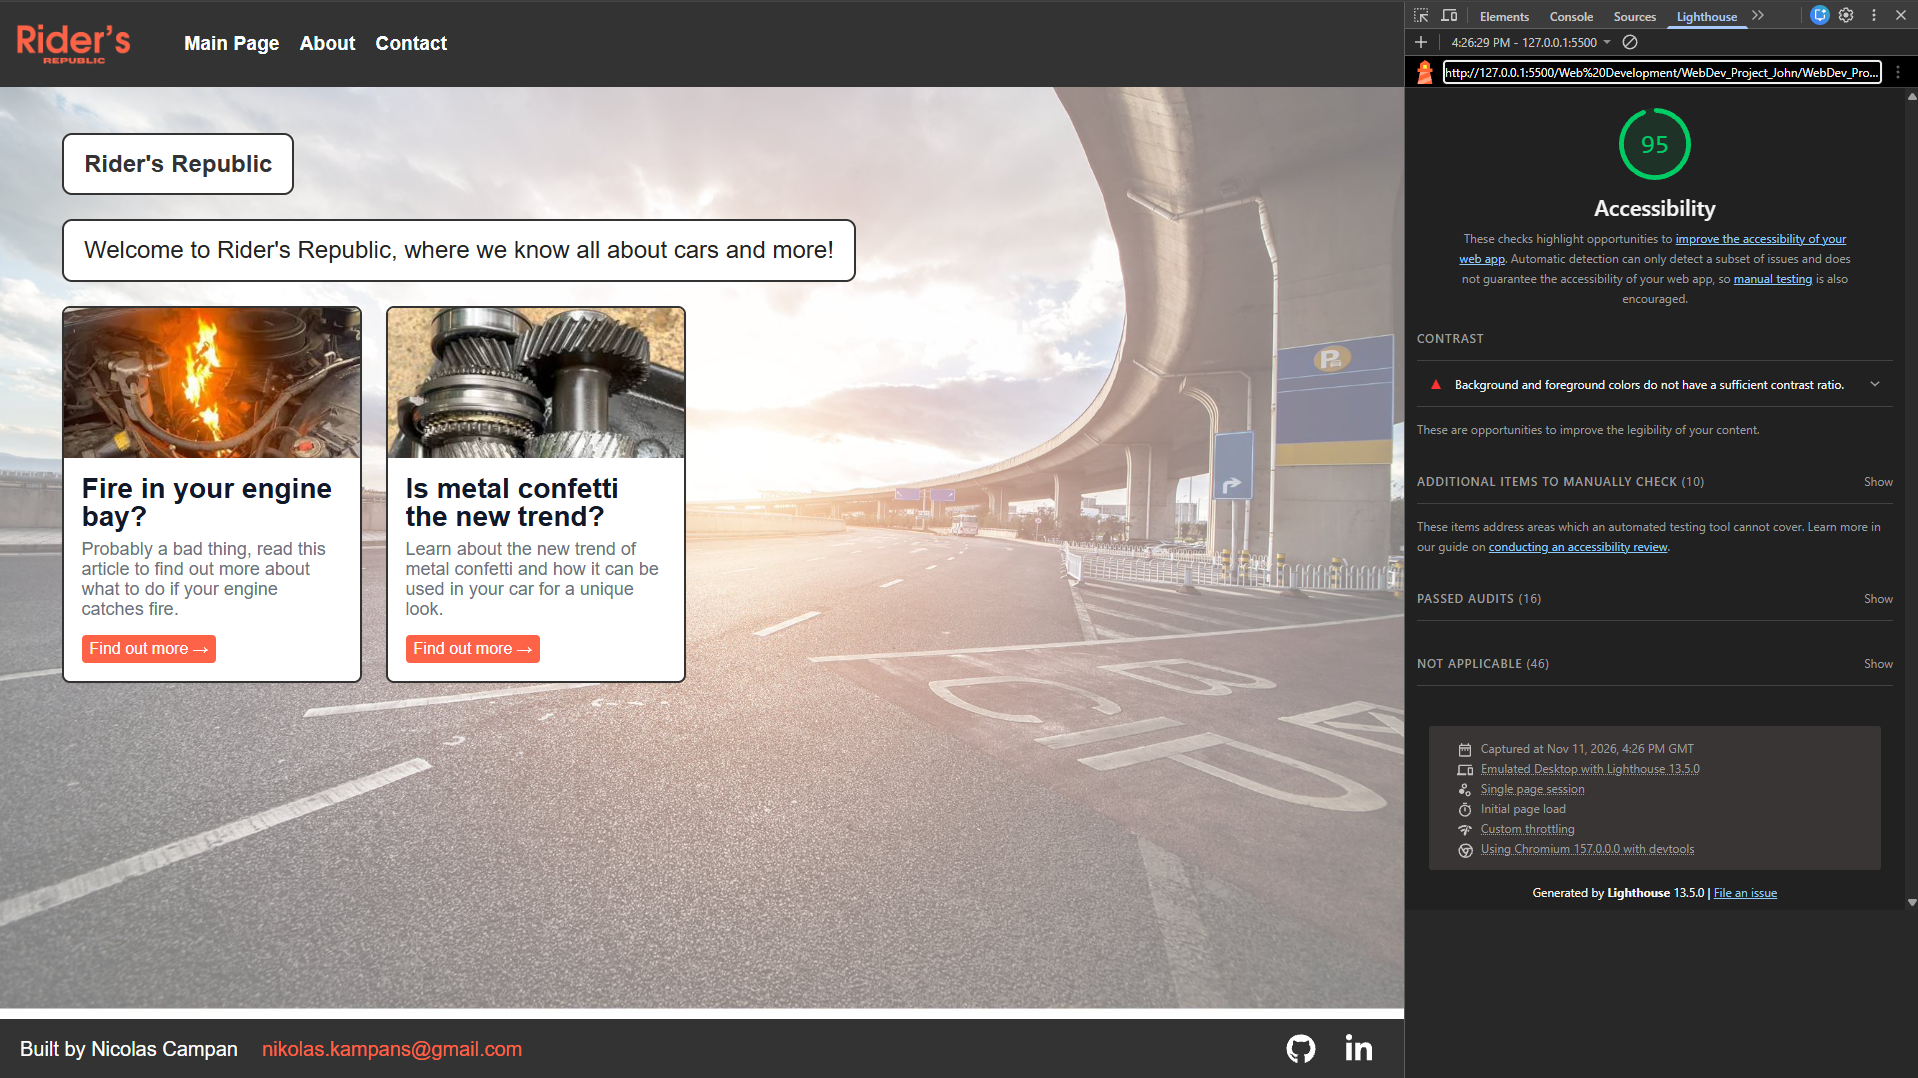 Rider's
REPUBLIC
Main Page
About
Contact
Rider's Republic
Welcome to Rider's Republic, where we know all about cars and more!
Fire in your engine
bay?
Probably a bad thing, read this
article to find out more about
what to do if your engine
catches fire.
Find out more →
Is metal confetti
the new trend?
Learn about the new trend of
metal confetti and how it can be
used in your car for a unique
look.
Find out more →
P
Built by Nicolas Campan
nikolas.kampans@gmail.com
in
Elements
Console
Sources
Lighthouse
4:26:29 PM - 127.0.0.1:5500
http://127.0.0.1:5500/Web%20Development/WebDev_Project_John/WebDev_Pro...
95
Accessibility
These checks highlight opportunities to improve the accessibility of your
web app. Automatic detection can only detect a subset of issues and does
not guarantee the accessibility of your web app, so manual testing is also
encouraged.
CONTRAST
Background and foreground colors do not have a sufficient contrast ratio.
These are opportunities to improve the legibility of your content.
ADDITIONAL ITEMS TO MANUALLY CHECK (10)
Show
These items address areas which an automated testing tool cannot cover. Learn more in
our guide on conducting an accessibility review.
PASSED AUDITS (16)
Show
NOT APPLICABLE (46)
Show
Captured at Nov 11, 2026, 4:26 PM GMT
Emulated Desktop with Lighthouse 13.5.0
Single page session
Initial page load
Custom throttling
Using Chromium 157.0.0.0 with devtools
Generated by Lighthouse 13.5.0 | File an issue